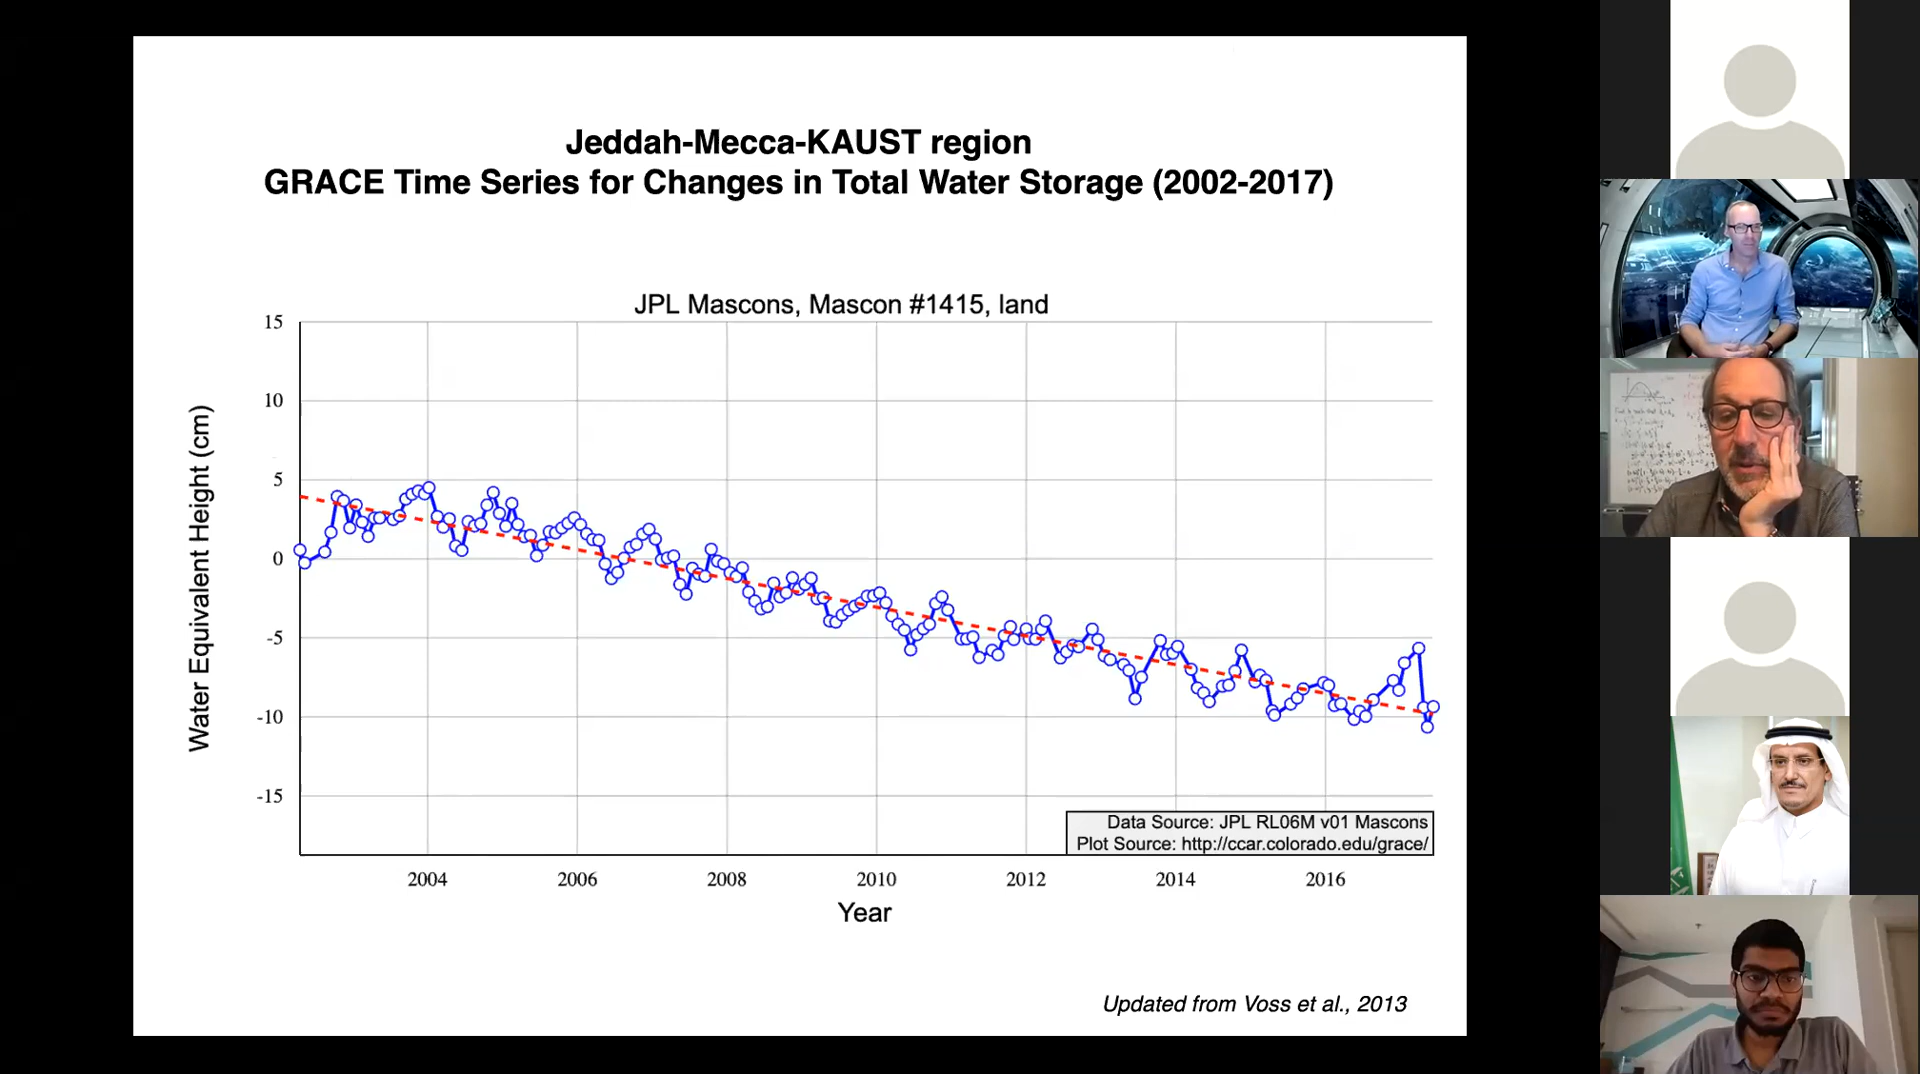 Jeddah-Mecca-KAUST region
GRACE Time Series for Changes in Total Water Storage (2002-2017)
JPL Mascons, Mascon #1415, land
Water Equivalent Height (cm)
15
10
5
0
-5
-10
-15
Data Source: JPL RL06M v01 Mascons
Plot Source: http://ccar.colorado.edu/grace/
2004 2006 2008 2010 2012 2014 2016
Year
Updated from Voss et al., 2013